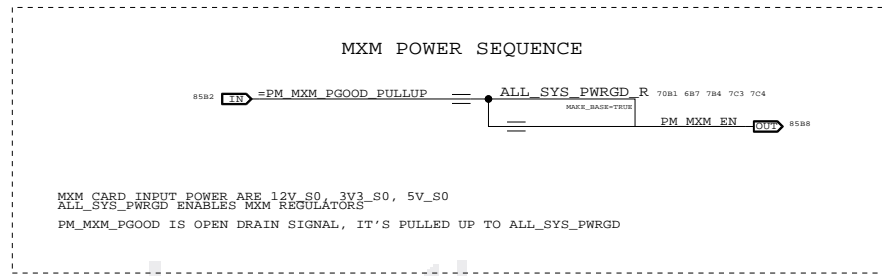 MXM POWER SEQUENCE
85B2 IN =PM_MXM_PGOOD_PULLUP ALL_SYS_PWRGD_R 70B1 6B7 7B4 7C3 7C4
MAKE_BASE=TRUE
PM_MXM_EN OUT 85B8
MXM CARD INPUT POWER ARE 12V_S0, 3V3_S0, 5V_S0
ALL_SYS_PWRGD ENABLES MXM REGULATORS
PM_MXM_PGOOD IS OPEN DRAIN SIGNAL, IT'S PULLED UP TO ALL_SYS_PWRGD